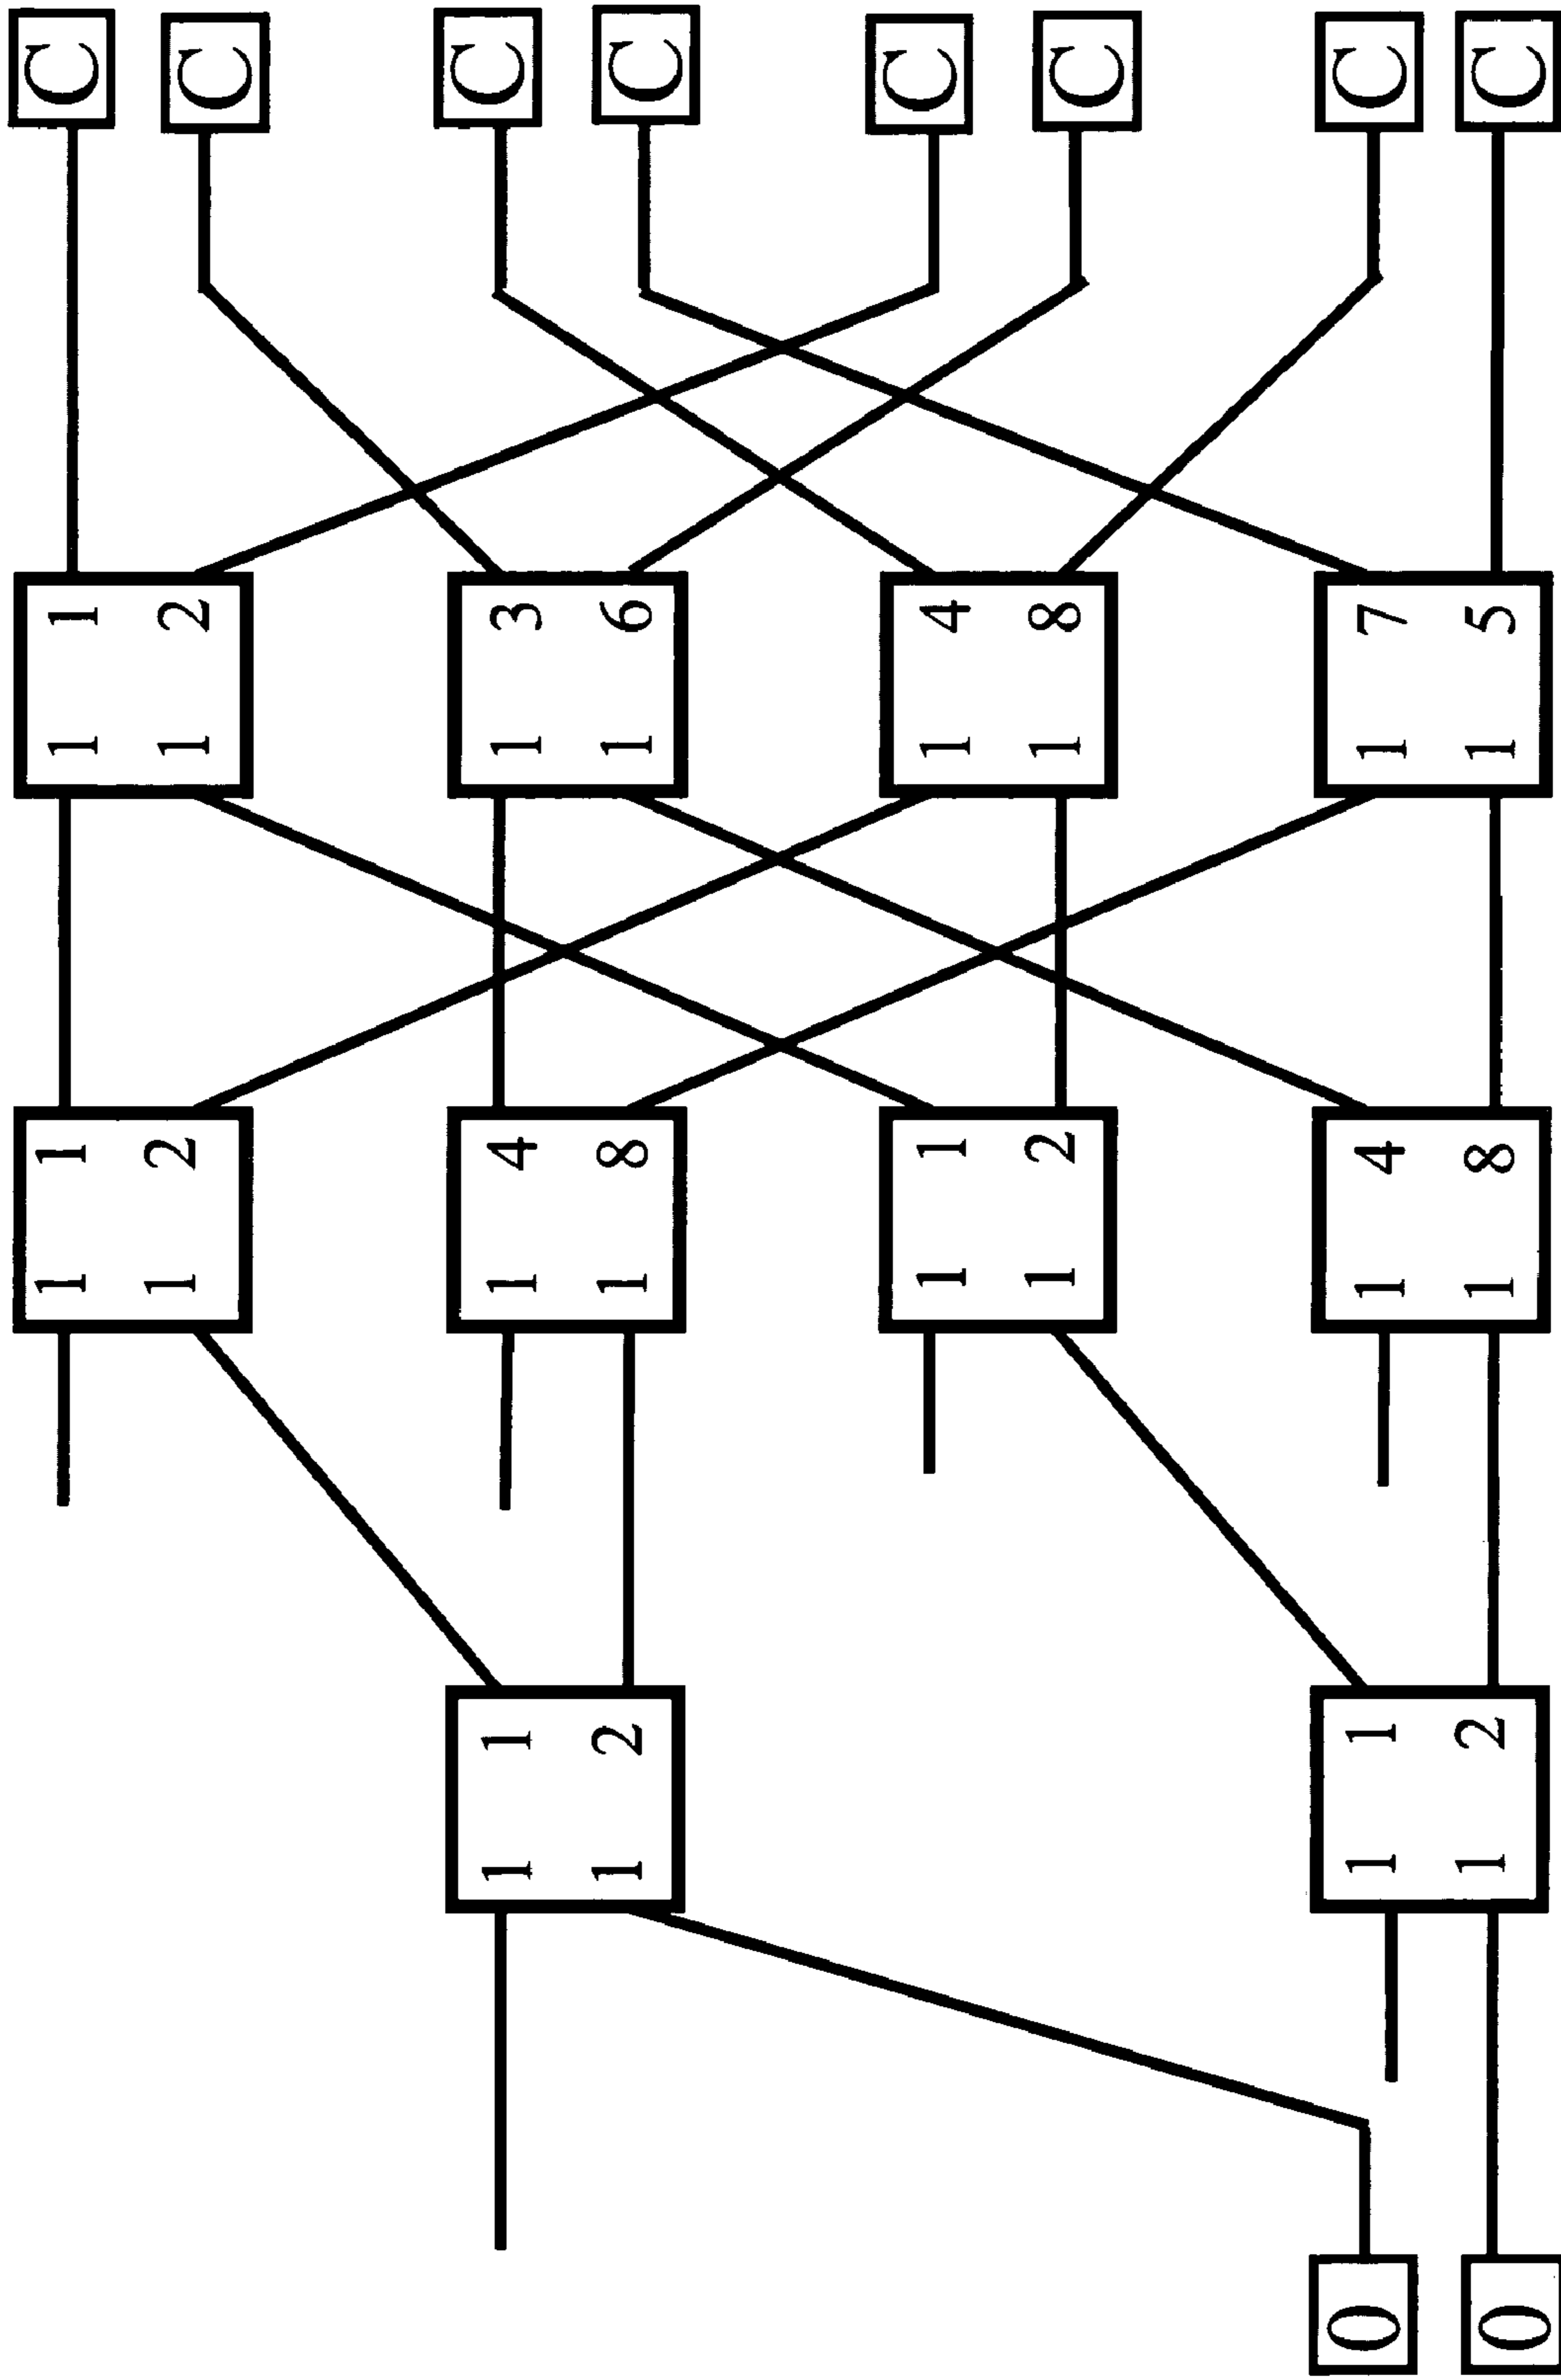 1 1 1 1 C
1 2 1 2 C
1 1 1 4 1 3 C
1 2 1 8 1 6 C
1 1 1 4 C
1 2 1 8 C
0 1 1 1 4 1 7 C
0 1 2 1 8 1 5 C